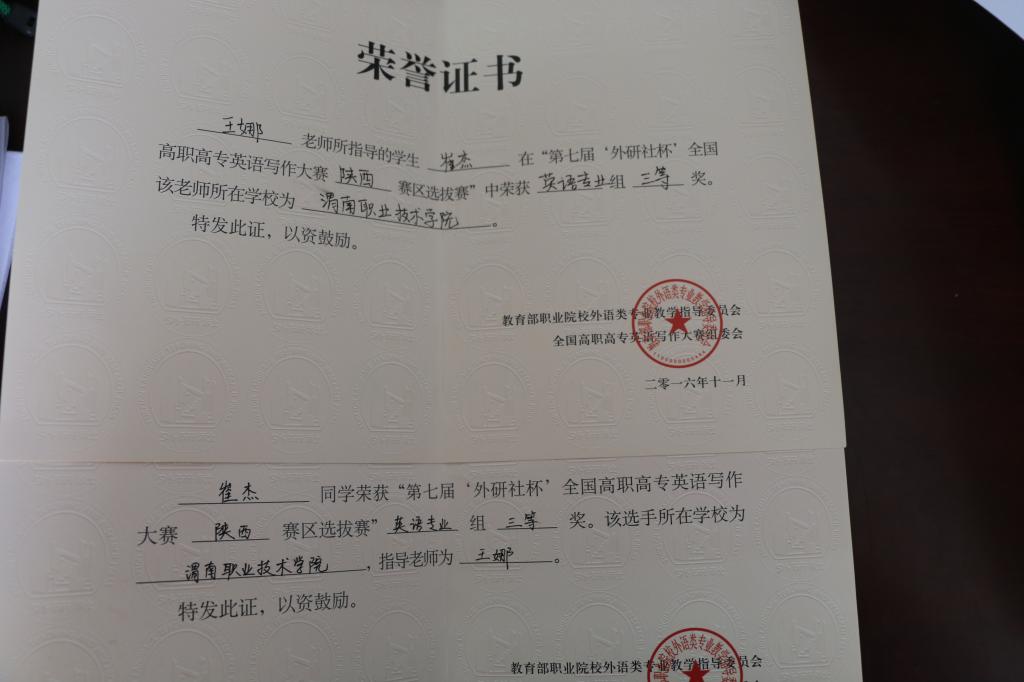 荣誉证书
王娜 老师所指导的学生 崔杰 在“第七届‘外研社杯’全国
高职高专英语写作大赛 陕西 赛区选拔赛”中荣获 英语专业组 三等 奖。
该老师所在学校为 渭南职业技术学院。
特发此证，以资鼓励。
教育部职业院校外语类专业教学指导委员会
全国高职高专英语写作大赛组委会
二零一六年十一月
崔杰 同学荣获“第七届‘外研社杯’全国高职高专英语写作
大赛 陕西 赛区选拔赛”英语专业 组 三等 奖。该选手所在学校为
渭南职业技术学院，指导老师为 王娜。
特发此证，以资鼓励。
教育部职业院校外语类专业教学指导委员会